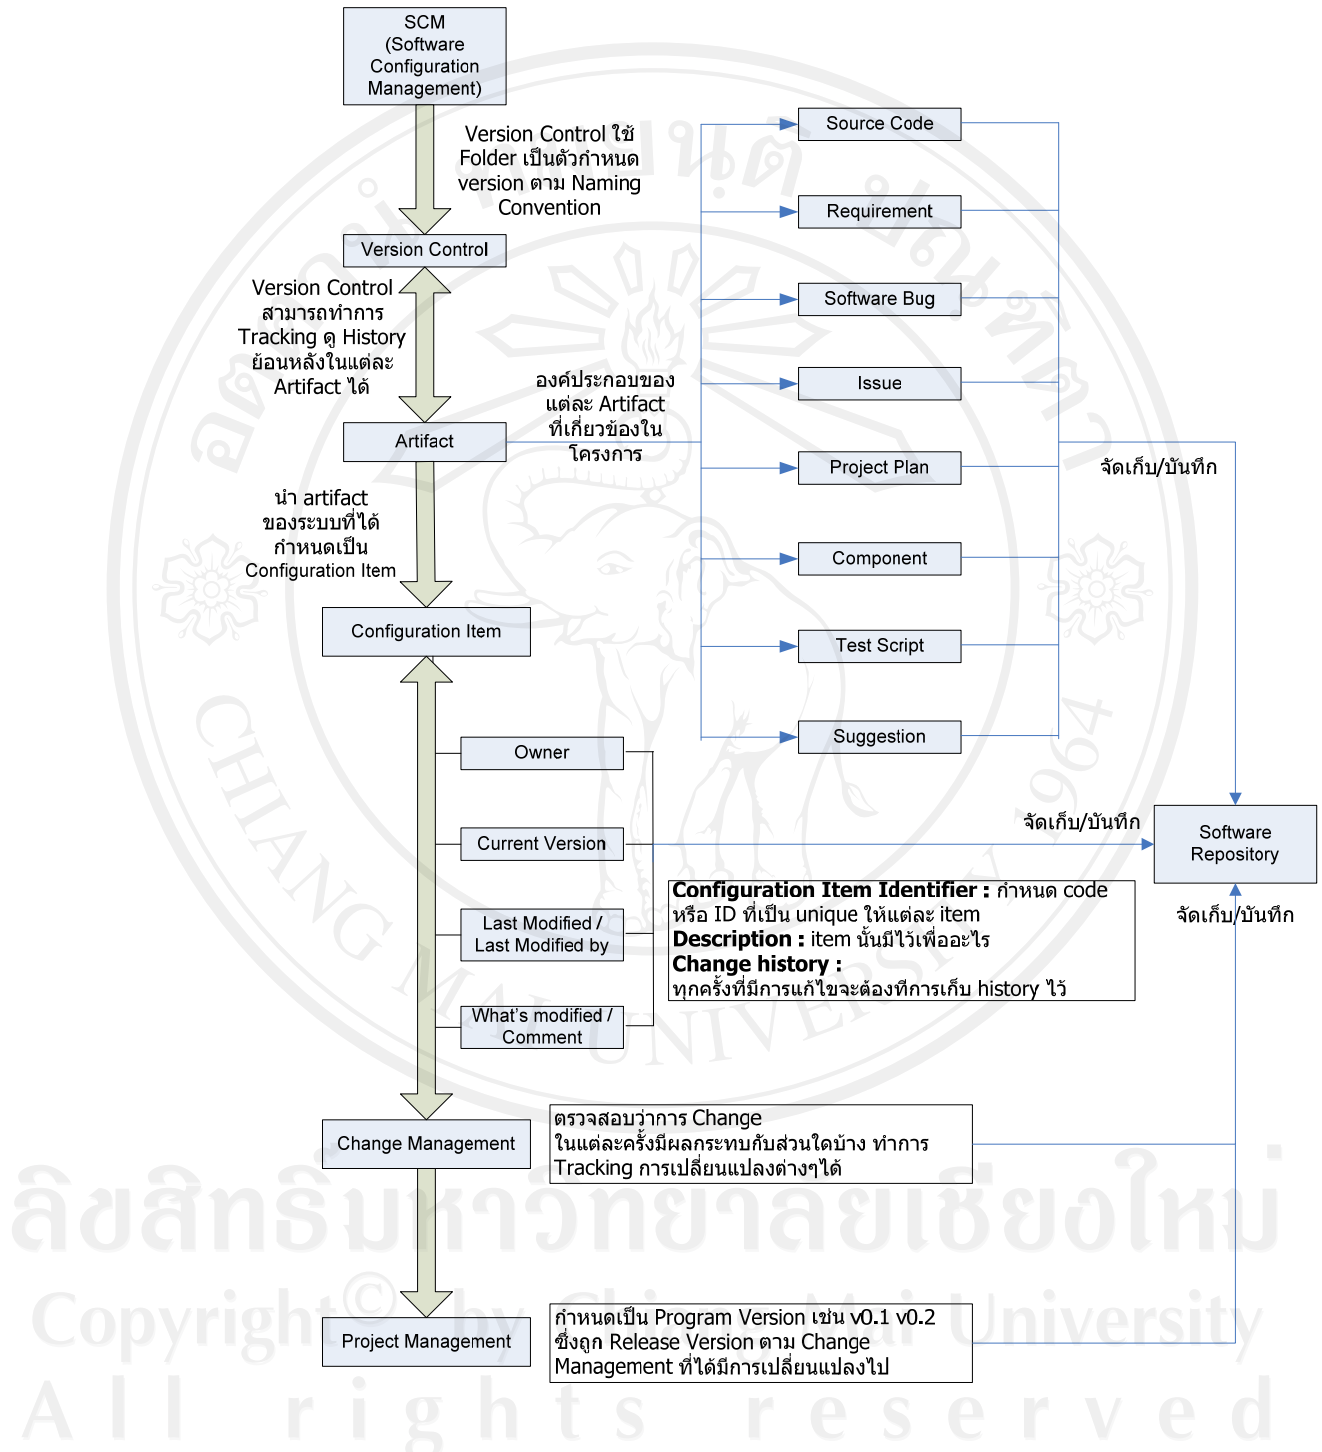 SCM
(Software
Configuration
Management)
Version Control ใช้
Folder เป็นตัวกำหนด
version ตาม Naming
Convention
Version Control
Version Control
สามารถทำการ
Tracking ดู History
ย้อนหลังในแต่ละ
Artifact ได้
Artifact
องค์ประกอบของ
แต่ละ Artifact
ที่เกี่ยวข้องใน
โครงการ
Source Code
Requirement
Software Bug
Issue
Project Plan
Component
Test Script
Suggestion
จัดเก็บ/บันทึก
นำ artifact
ของระบบที่ได้
กำหนดเป็น
Configuration Item
Configuration Item
Owner
Current Version
Last Modified /
Last Modified by
What's modified /
Comment
จัดเก็บ/บันทึก
Software
Repository
จัดเก็บ/บันทึก
Configuration Item Identifier : กำหนด code
หรือ ID ที่เป็น unique ให้แต่ละ item
Description : item นั้นมีไว้เพื่ออะไร
Change history :
ทุกครั้งที่มีการแก้ไขจะต้องทีการเก็บ history ไว้
Change Management
ตรวจสอบว่าการ Change
ในแต่ละครั้งมีผลกระทบกับส่วนใดบ้าง ทำการ
Tracking การเปลี่ยนแปลงต่างๆได้
Project Management
กำหนดเป็น Program Version เช่น v0.1 v0.2
ซึ่งถูก Release Version ตาม Change
Management ที่ได้มีการเปลี่ยนแปลงไป
CHIANG MAI UNIVERSITY 1964
ลิขสิทธิ์มหาวิทยาลัยเชียงใหม่
Copyright © by Chiang Mai University
All rights reserved